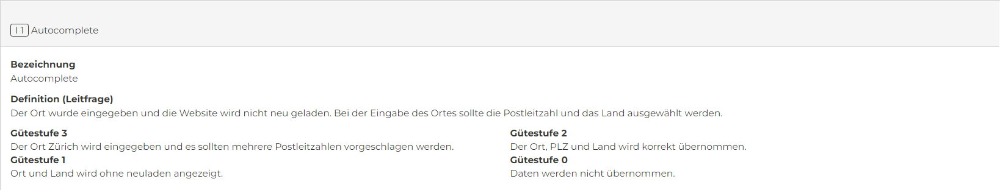 I 1 Autocomplete
Bezeichnung
Autocomplete
Definition (Leitfrage)
Der Ort wurde eingegeben und die Website wird nicht neu geladen. Bei der Eingabe des Ortes sollte die Postleitzahl und das Land ausgewählt werden.
Gütestufe 3
Der Ort Zürich wird eingegeben und es sollten mehrere Postleitzahlen vorgeschlagen werden.
Gütestufe 2
Der Ort, PLZ und Land wird korrekt übernommen.
Gütestufe 1
Ort und Land wird ohne neuladen angezeigt.
Gütestufe 0
Daten werden nicht übernommen.